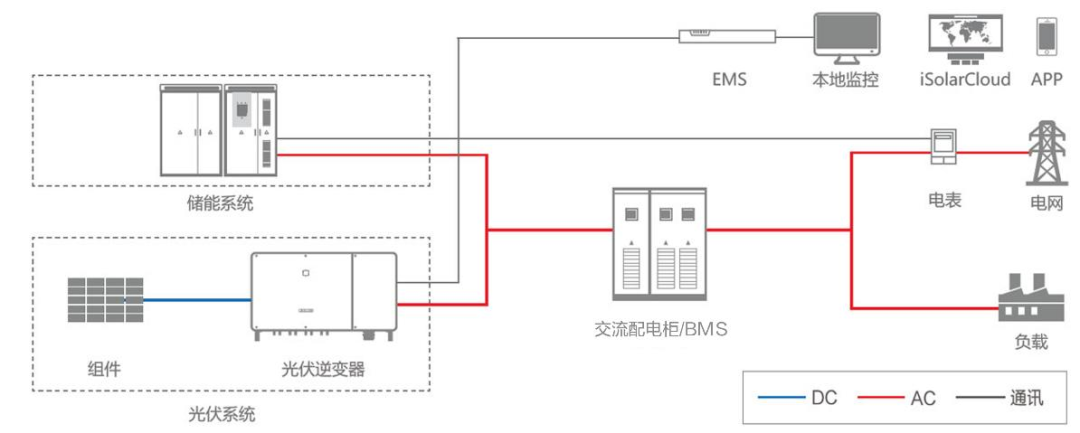 EMS
本地监控
iSolarCloud
APP
储能系统
电表
电网
交流配电柜/BMS
组件
光伏逆变器
负载
光伏系统
DC
AC
通讯